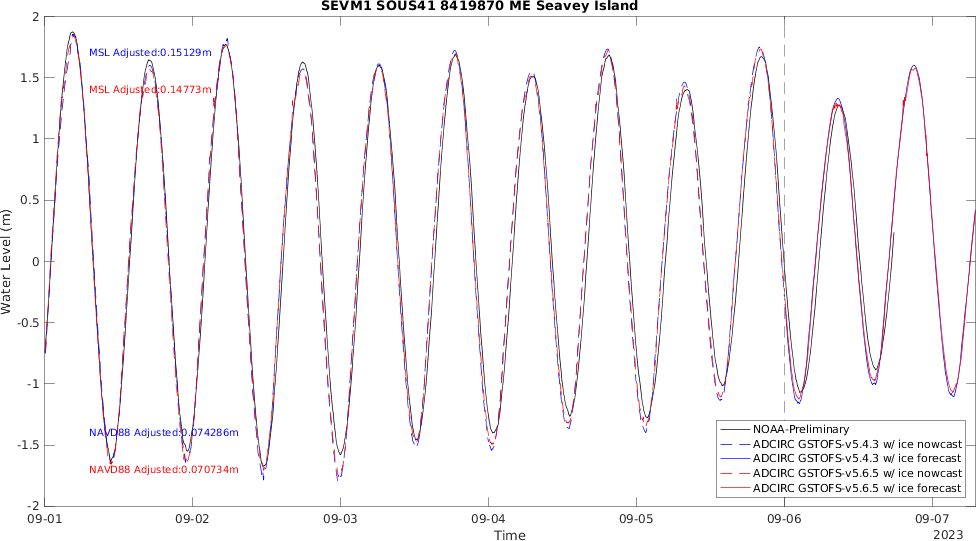 SEVM1 SOUS41 8419870 ME Seavey Island
2
1.5
1
0.5
0
-0.5
-1
-1.5
-2
Water Level (m)
MSL Adjusted:0.15129m
MSL Adjusted:0.14773m
NAVD88 Adjusted:0.074286m
NAVD88 Adjusted:0.070734m
NOAA-Preliminary
ADCIRC GSTOFS-v5.4.3 w/ ice nowcast
ADCIRC GSTOFS-v5.4.3 w/ ice forecast
ADCIRC GSTOFS-v5.6.5 w/ ice nowcast
ADCIRC GSTOFS-v5.6.5 w/ ice forecast
09-01 09-02 09-03 09-04 09-05 09-06 09-07
Time
2023